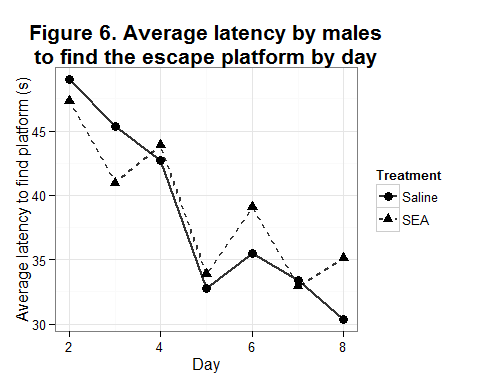 Figure 6. Average latency by males
to find the escape platform by day
Average latency to find platform (s)
45
40
35
30
2
4
6
8
Day
Treatment
Saline
SEA